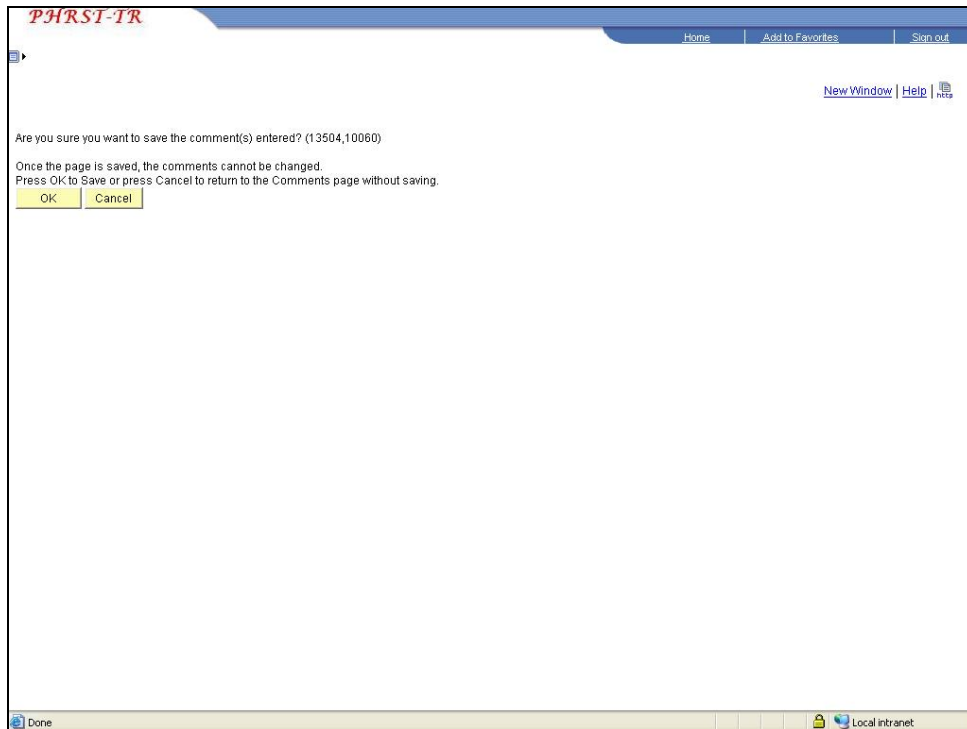 PHRST-TR
Home | Add to Favorites | Sign out
New Window | Help | http
Are you sure you want to save the comment(s) entered? (13504,10060)
Once the page is saved, the comments cannot be changed.
Press OK to Save or press Cancel to return to the Comments page without saving.
OK Cancel
Done Local intranet